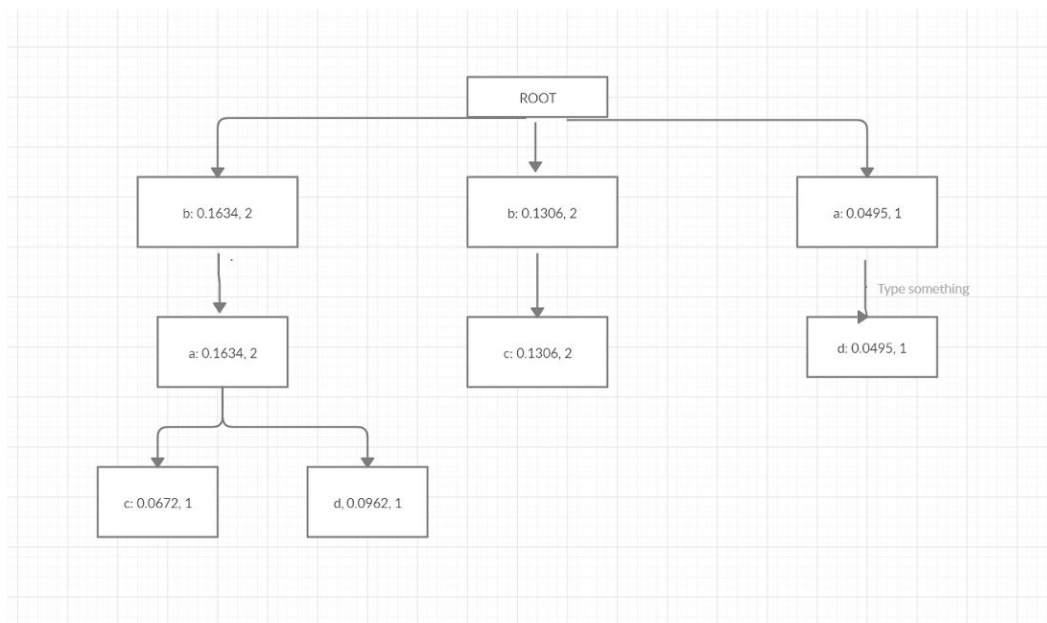 ROOT
b: 0.1634, 2
b: 0.1306, 2
a: 0.0495, 1
Type something
a: 0.1634, 2
c: 0.1306, 2
d: 0.0495, 1
c: 0.0672, 1
d, 0.0962, 1